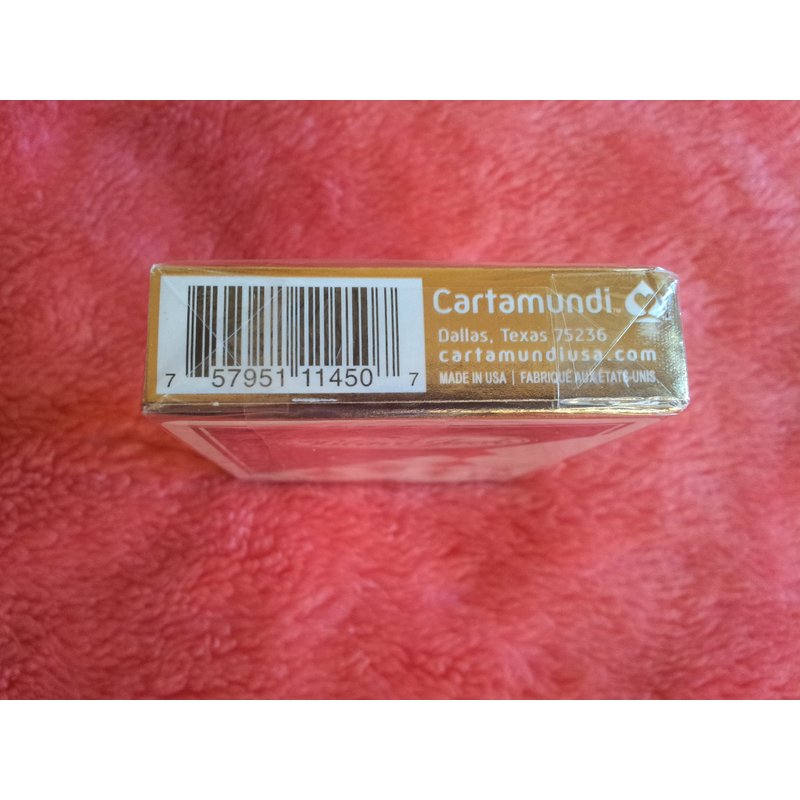 7 57951 11450 7
Cartamundi
Dallas, Texas 75236
cartamundiusa.com
MADE IN USA | FABRIQUÉ AUX ÉTATS-UNIS